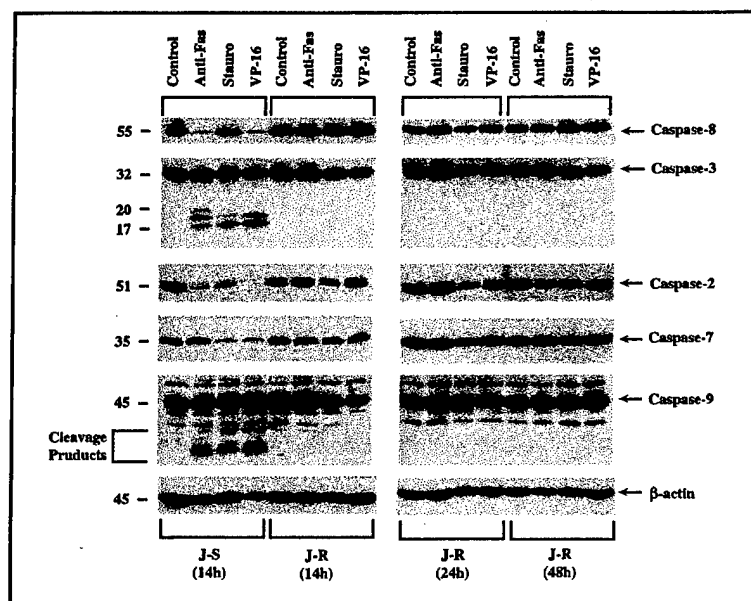 Control Anti-Fas Stauro VP-16 Control Anti-Fas Stauro VP-16 Control Anti-Fas Stauro VP-16 Control Anti-Fas Stauro VP-16
55 – ← Caspase-8
32 – ← Caspase-3
20 –
17 –
51 – ← Caspase-2
35 – ← Caspase-7
45 – ← Caspase-9
Cleavage
Pruducts
45 – ← β-actin
J-S J-R J-R J-R
(14h) (14h) (24h) (48h)